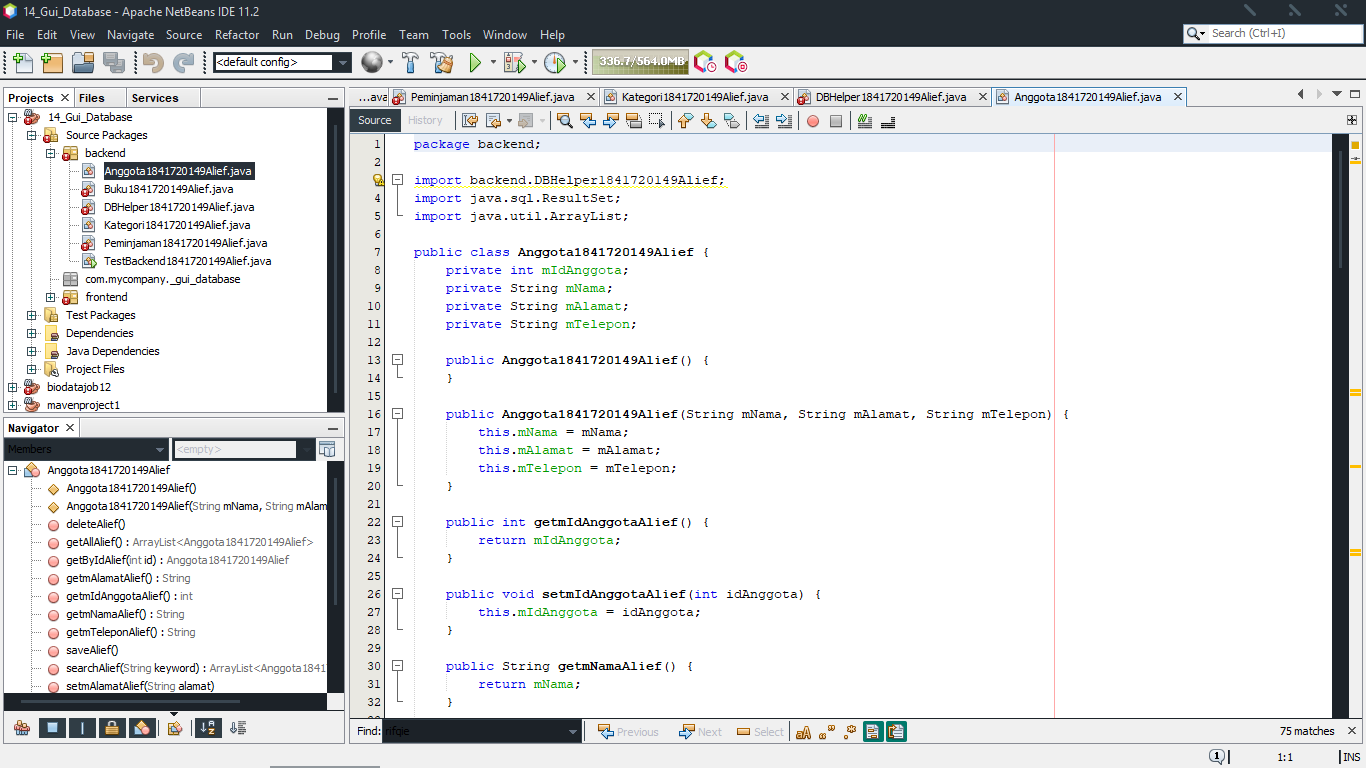 14_Gui_Database - Apache NetBeans IDE 11.2
File Edit View Navigate Source Refactor Run Debug Profile Team Tools Window Help
Search (Ctrl+I)
<default config>
336.7/564.0MB
Projects Files Services
14_Gui_Database
Source Packages
backend
Anggota1841720149Alief.java
Buku1841720149Alief.java
DBHelper1841720149Alief.java
Kategori1841720149Alief.java
Peminjaman1841720149Alief.java
TestBackend1841720149Alief.java
com.mycompany._gui_database
frontend
Test Packages
Dependencies
Java Dependencies
Project Files
biodatajob12
mavenproject1
Navigator
Members
<empty>
Anggota1841720149Alief
Anggota1841720149Alief()
Anggota1841720149Alief(String mNama, String mAlam
deleteAlief()
getAllAlief() : ArrayList<Anggota1841720149Alief>
getByIdAlief(int id) : Anggota1841720149Alief
getmAlamatAlief() : String
getmIdAnggotaAlief() : int
getmNamaAlief() : String
getmTeleponAlief() : String
saveAlief()
searchAlief(String keyword) : ArrayList<Anggota1841
setmAlamatAlief(String alamat)
...ava Peminjaman1841720149Alief.java Kategori1841720149Alief.java DBHelper1841720149Alief.java Anggota1841720149Alief.java
Source History
1 package backend;
2
import backend.DBHelper1841720149Alief;
4 import java.sql.ResultSet;
5 import java.util.ArrayList;
6
7 public class Anggota1841720149Alief {
8 private int mIdAnggota;
9 private String mNama;
10 private String mAlamat;
11 private String mTelepon;
12
13 public Anggota1841720149Alief() {
14 }
15
16 public Anggota1841720149Alief(String mNama, String mAlamat, String mTelepon) {
17 this.mNama = mNama;
18 this.mAlamat = mAlamat;
19 this.mTelepon = mTelepon;
20 }
21
22 public int getmIdAnggotaAlief() {
23 return mIdAnggota;
24 }
25
26 public void setmIdAnggotaAlief(int idAnggota) {
27 this.mIdAnggota = idAnggota;
28 }
29
30 public String getmNamaAlief() {
31 return mNama;
32 }
Find: nfqie Previous Next Select 75 matches
1 1:1 INS